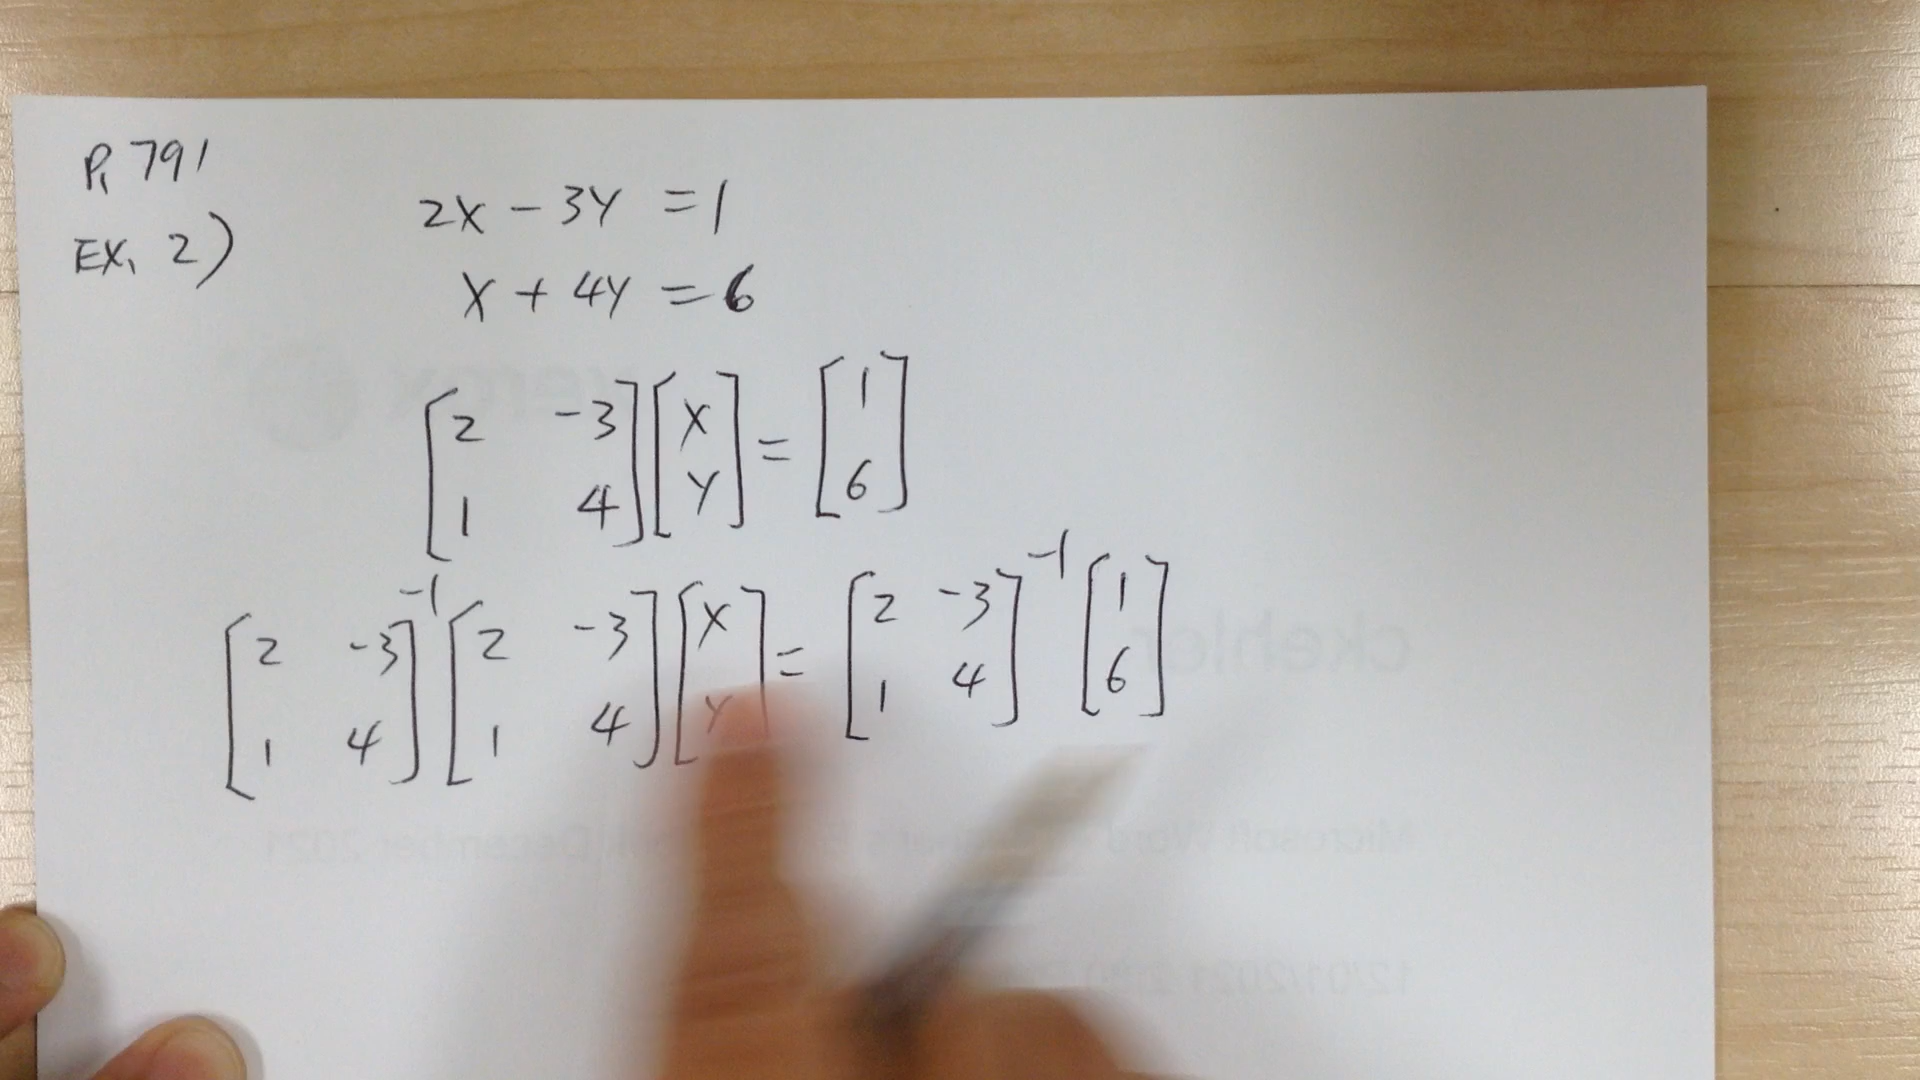 P. 791
EX. 2)
2X - 3Y = 1
X + 4Y = 6
[2 -3; 1 4] [X; Y] = [1; 6]
[2 -3; 1 4]^-1 [2 -3; 1 4] [X; Y] = [2 -3; 1 4]^-1 [1; 6]